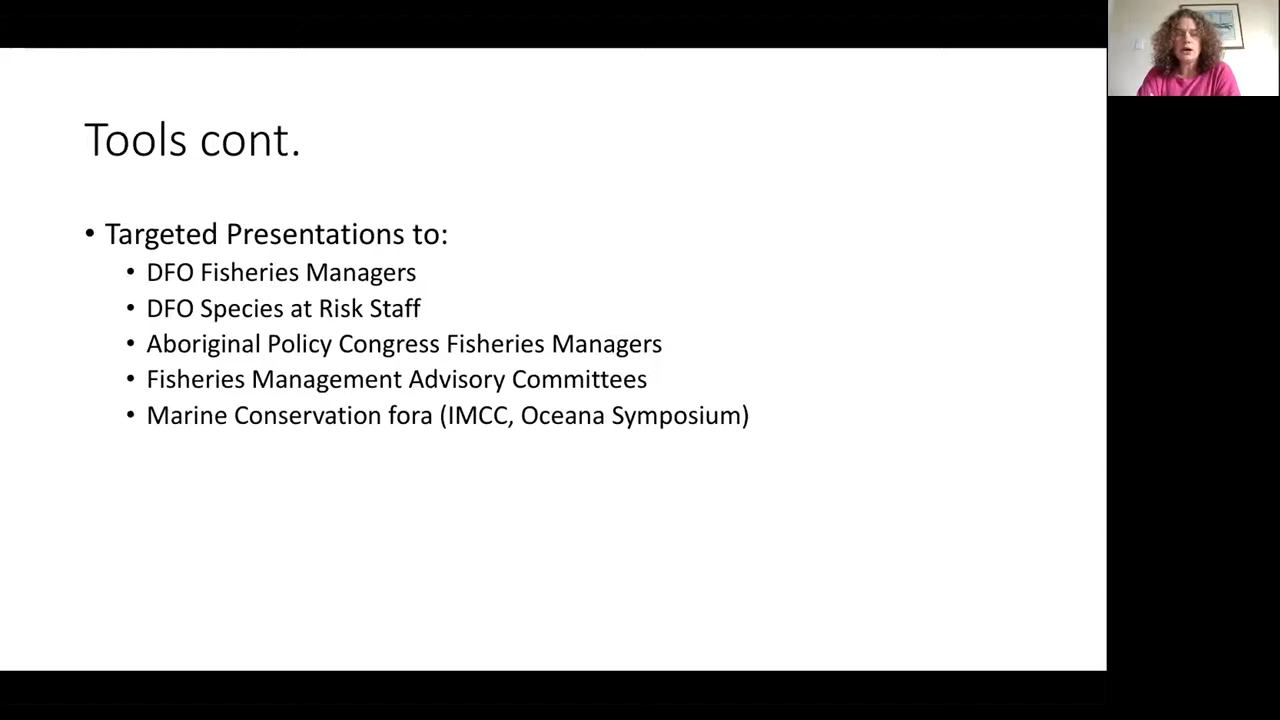 Tools cont.
• Targeted Presentations to:
• DFO Fisheries Managers
• DFO Species at Risk Staff
• Aboriginal Policy Congress Fisheries Managers
• Fisheries Management Advisory Committees
• Marine Conservation fora (IMCC, Oceana Symposium)